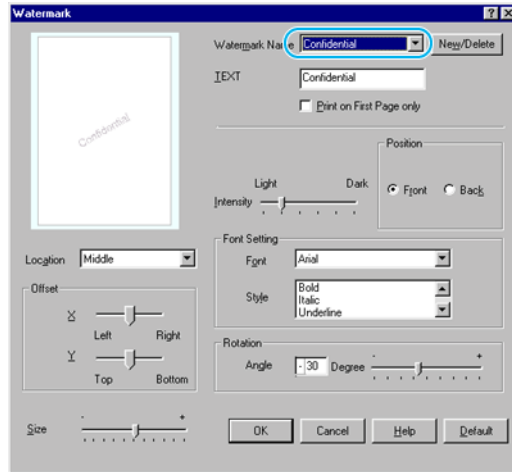 Watermark
Watermark Name Confidential New/Delete
TEXT Confidential
Print on First Page only
Confidential
Position
Light Dark
Intensity
Front Back
Location Middle
Font Setting
Font Arial
Style Bold
Italic
Underline
Offset
X
Left Right
Y
Top Bottom
Rotation
Angle -30 Degree - +
Size - +
OK Cancel Help Default